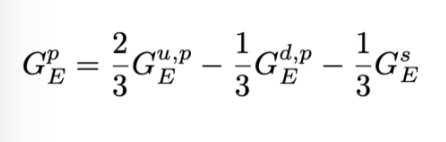 G_E^p = \frac{2}{3}G_E^{u,p} - \frac{1}{3}G_E^{d,p} - \frac{1}{3}G_E^s